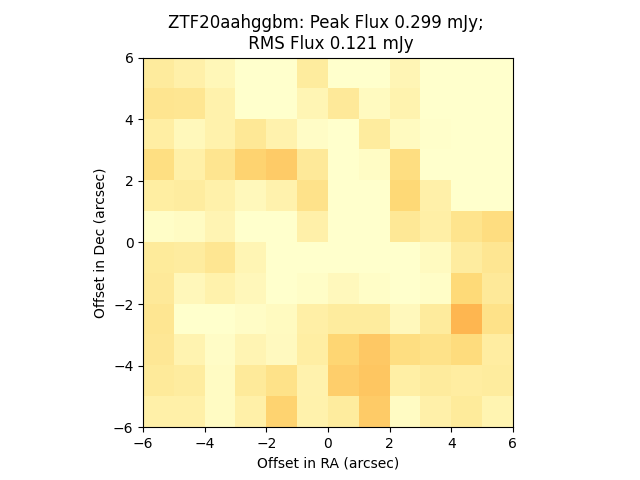 ZTF20aahggbm: Peak Flux 0.299 mJy;
RMS Flux 0.121 mJy
6
4
2
0
−2
−4
−6
Offset in Dec (arcsec)
−6 −4 −2 0 2 4 6
Offset in RA (arcsec)